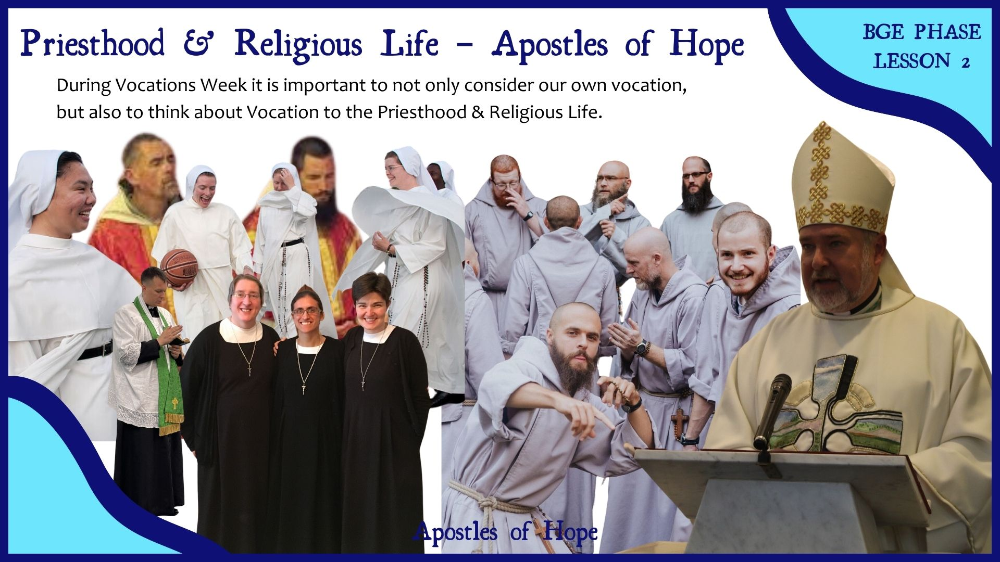 Priesthood & Religious Life – Apostles of Hope
BGE PHASE
LESSON 2
During Vocations Week it is important to not only consider our own vocation,
but also to think about Vocation to the Priesthood & Religious Life.
Apostles of Hope